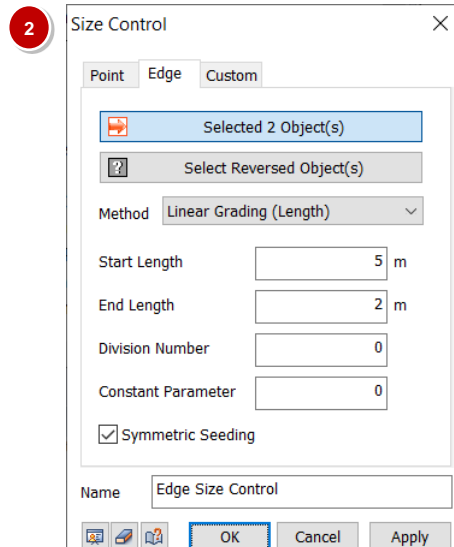 2
Size Control
Point Edge Custom
Selected 2 Object(s)
? Select Reversed Object(s)
Method Linear Grading (Length)
Start Length 5 m
End Length 2 m
Division Number 0
Constant Parameter 0
Symmetric Seeding
Name Edge Size Control
OK Cancel Apply